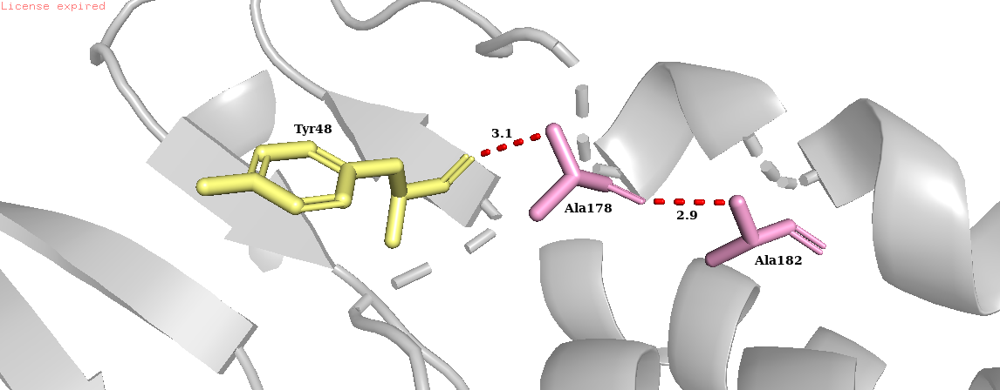 License expired
Tyr48
3.1
Ala178
2.9
Ala182